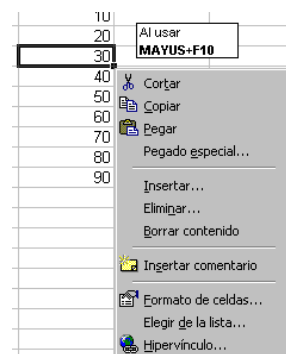 10
20
Al usar
MAYUS+F10
30
40
Cortar
50
Copiar
60
Pegar
70
80
Pegado especial...
90
Insertar...
Eliminar...
Borrar contenido
Insertar comentario
Formato de celdas...
Elegir de la lista...
Hipervínculo...